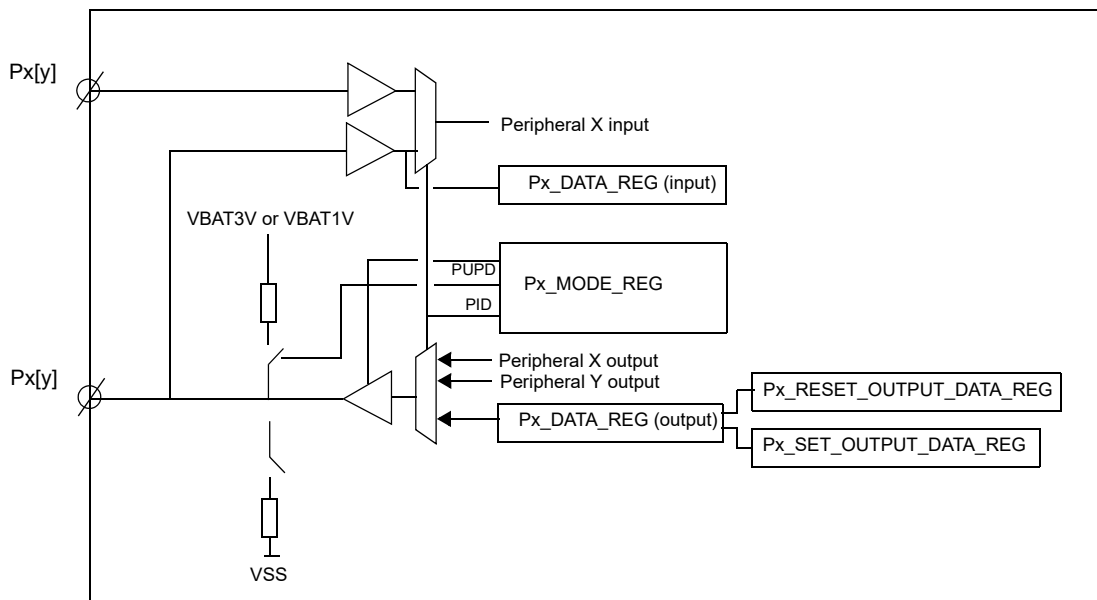 Px[y]
Peripheral X input
Px_DATA_REG (input)
VBAT3V or VBAT1V
PUPD
Px_MODE_REG
PID
Px[y]
Peripheral X output
Peripheral Y output
Px_DATA_REG (output)
Px_RESET_OUTPUT_DATA_REG
Px_SET_OUTPUT_DATA_REG
VSS